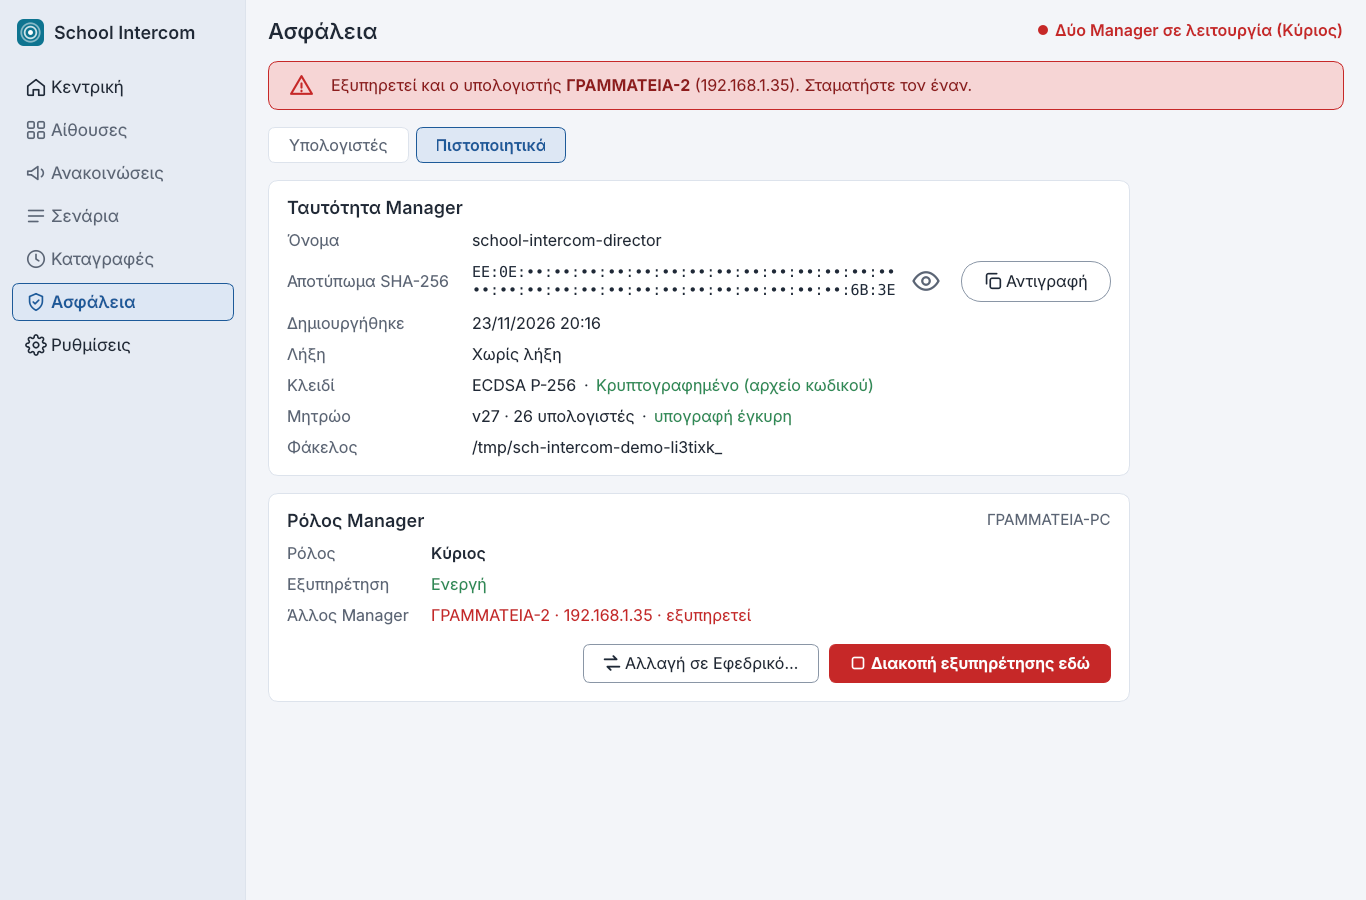 School Intercom
Κεντρική
Αίθουσες
Ανακοινώσεις
Σενάρια
Καταγραφές
Ασφάλεια
Ρυθμίσεις
Ασφάλεια
Δύο Manager σε λειτουργία (Κύριος)
Εξυπηρετεί και ο υπολογιστής ΓΡΑΜΜΑΤΕΙΑ-2 (192.168.1.35). Σταματήστε τον έναν.
Υπολογιστές
Πιστοποιητικά
Ταυτότητα Manager
Όνομα school-intercom-director
Αποτύπωμα SHA-256
EE:0E:••:••:••:••:••:••:••:••:••:••:••:••:••:••
••:••:••:••:••:••:••:••:••:••:••:••:••:••:6B:3E
Αντιγραφή
Δημιουργήθηκε 23/11/2026 20:16
Λήξη Χωρίς λήξη
Κλειδί ECDSA P-256 · Κρυπτογραφημένο (αρχείο κωδικού)
Μητρώο v27 · 26 υπολογιστές · υπογραφή έγκυρη
Φάκελος /tmp/sch-intercom-demo-li3tixk_
Ρόλος Manager
ΓΡΑΜΜΑΤΕΙΑ-PC
Ρόλος Κύριος
Εξυπηρέτηση Ενεργή
Άλλος Manager ΓΡΑΜΜΑΤΕΙΑ-2 · 192.168.1.35 · εξυπηρετεί
Αλλαγή σε Εφεδρικό...
Διακοπή εξυπηρέτησης εδώ